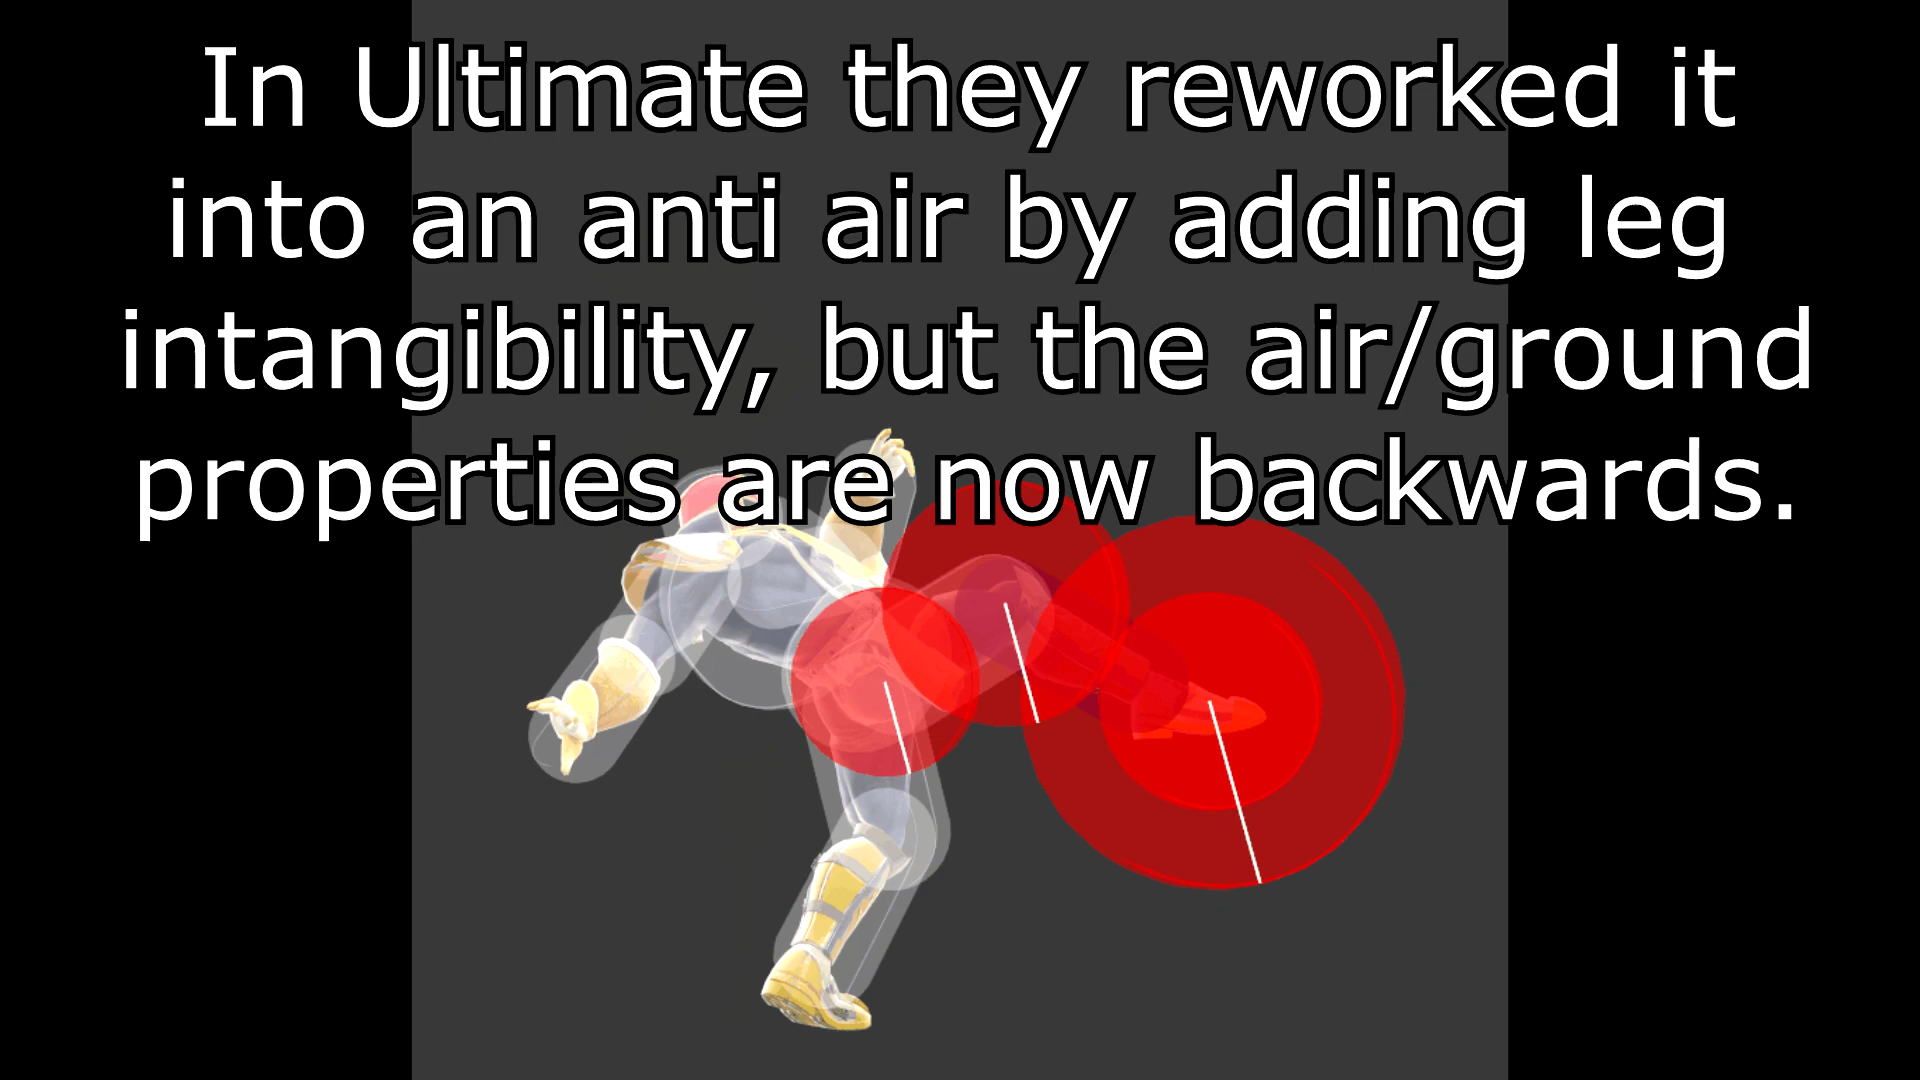 In Ultimate they reworked it
into an anti air by adding leg
intangibility, but the air/ground
properties are now backwards.